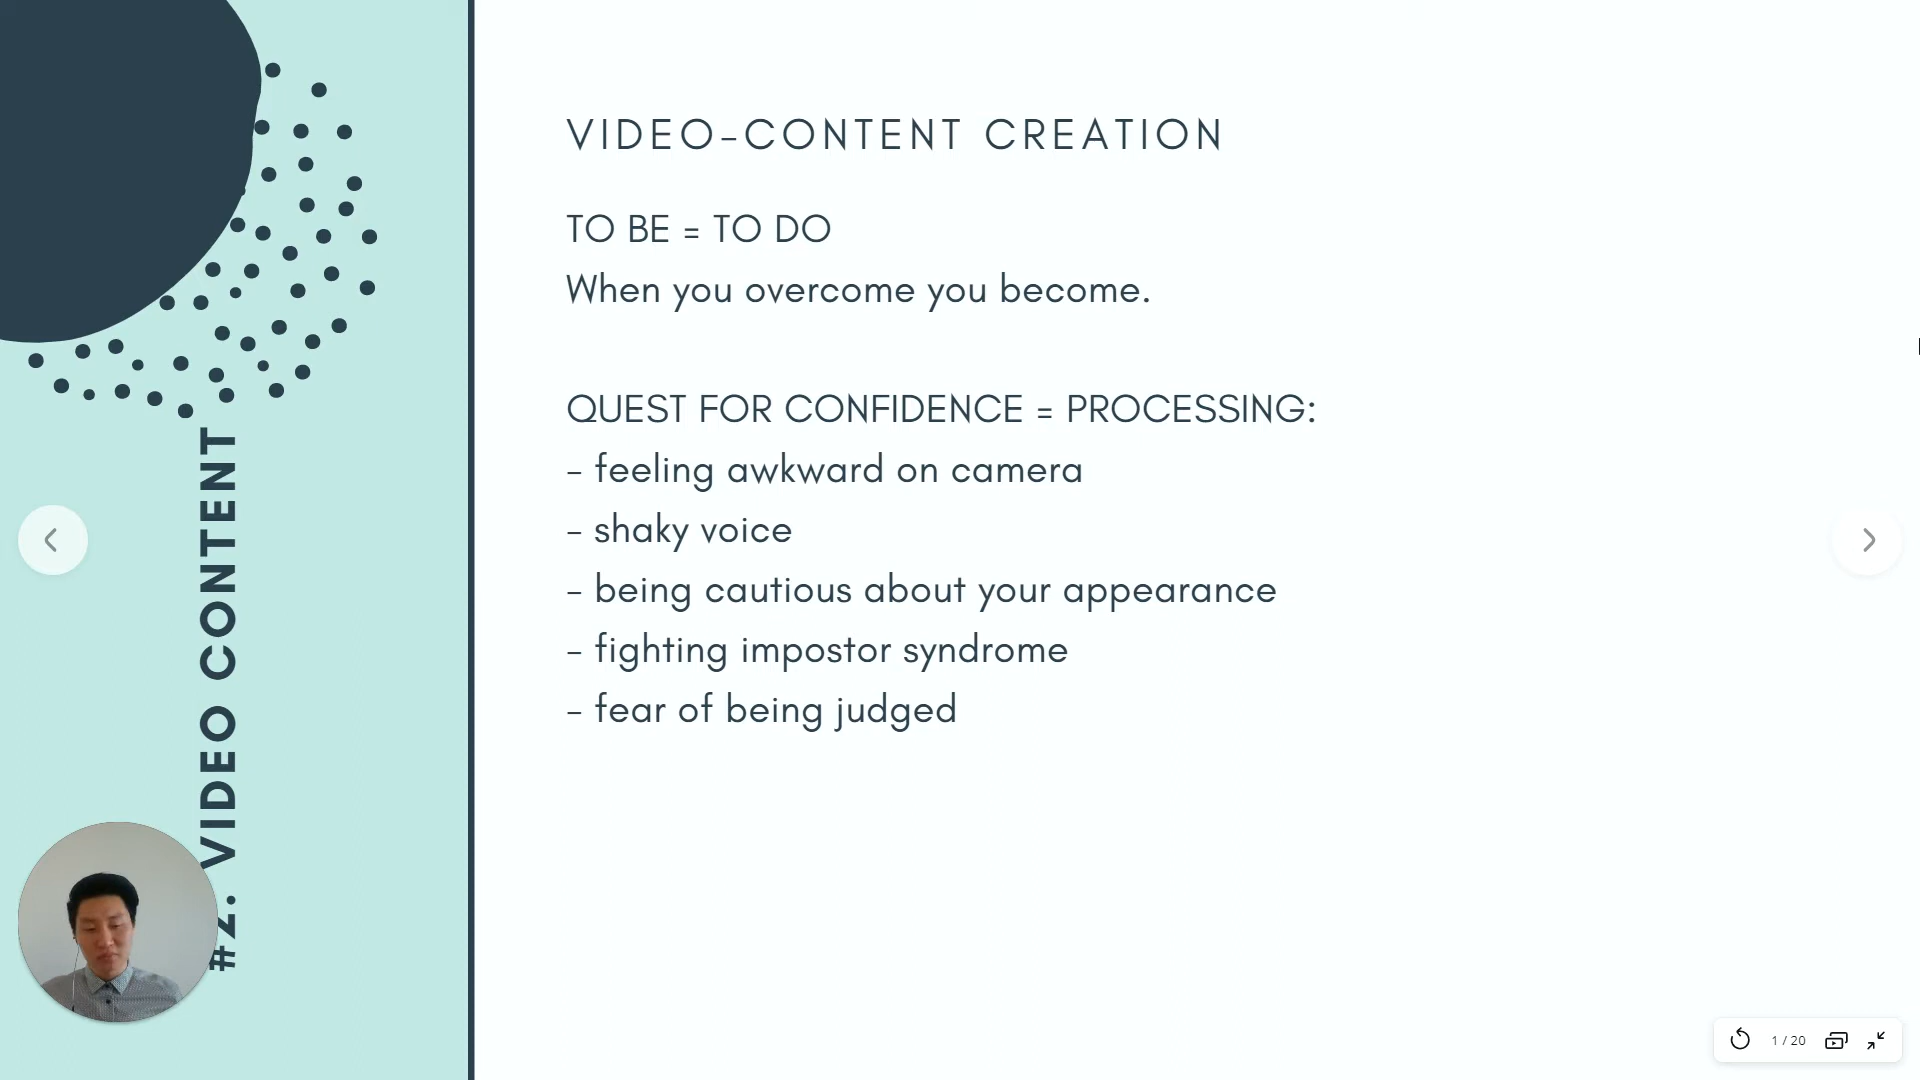 #2. VIDEO CONTENT
VIDEO-CONTENT CREATION
TO BE = TO DO
When you overcome you become.
QUEST FOR CONFIDENCE = PROCESSING:
- feeling awkward on camera
- shaky voice
- being cautious about your appearance
- fighting impostor syndrome
- fear of being judged
1 / 20